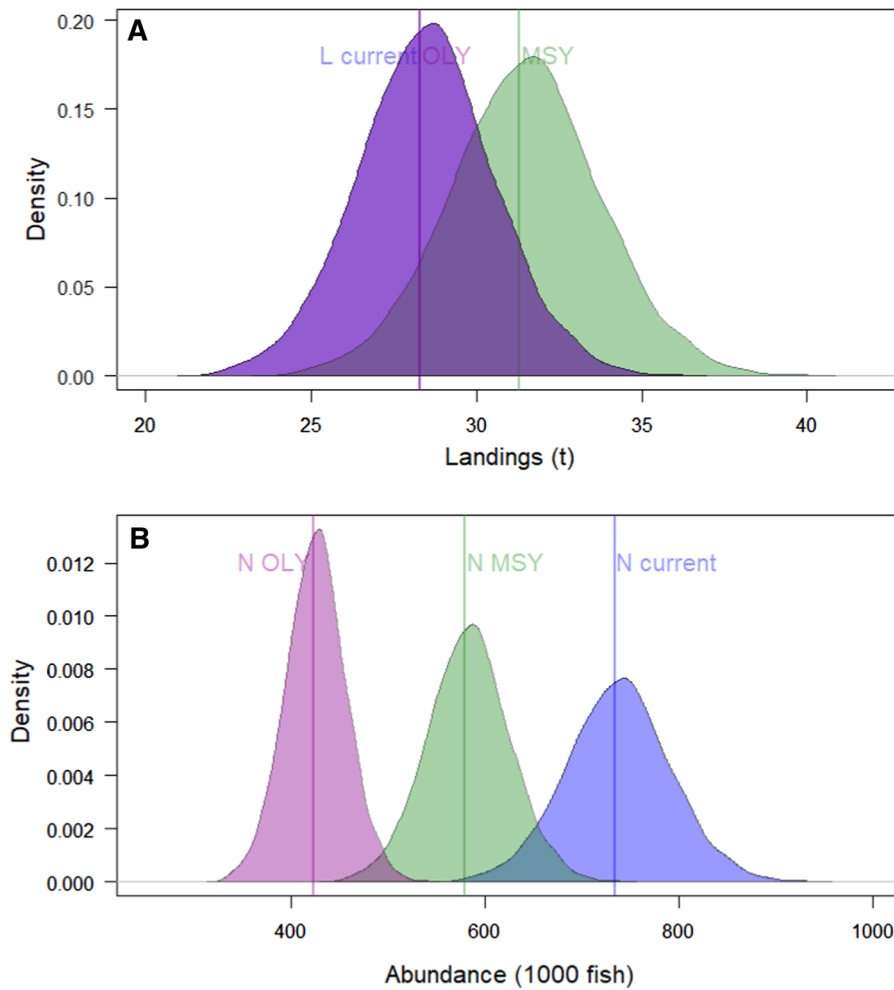 A
L current OLY MSY
Density
0.20
0.15
0.10
0.05
0.00
20 25 30 35 40
Landings (t)
B
N OLY N MSY N current
Density
0.012
0.010
0.008
0.006
0.004
0.002
0.000
400 600 800 1000
Abundance (1000 fish)